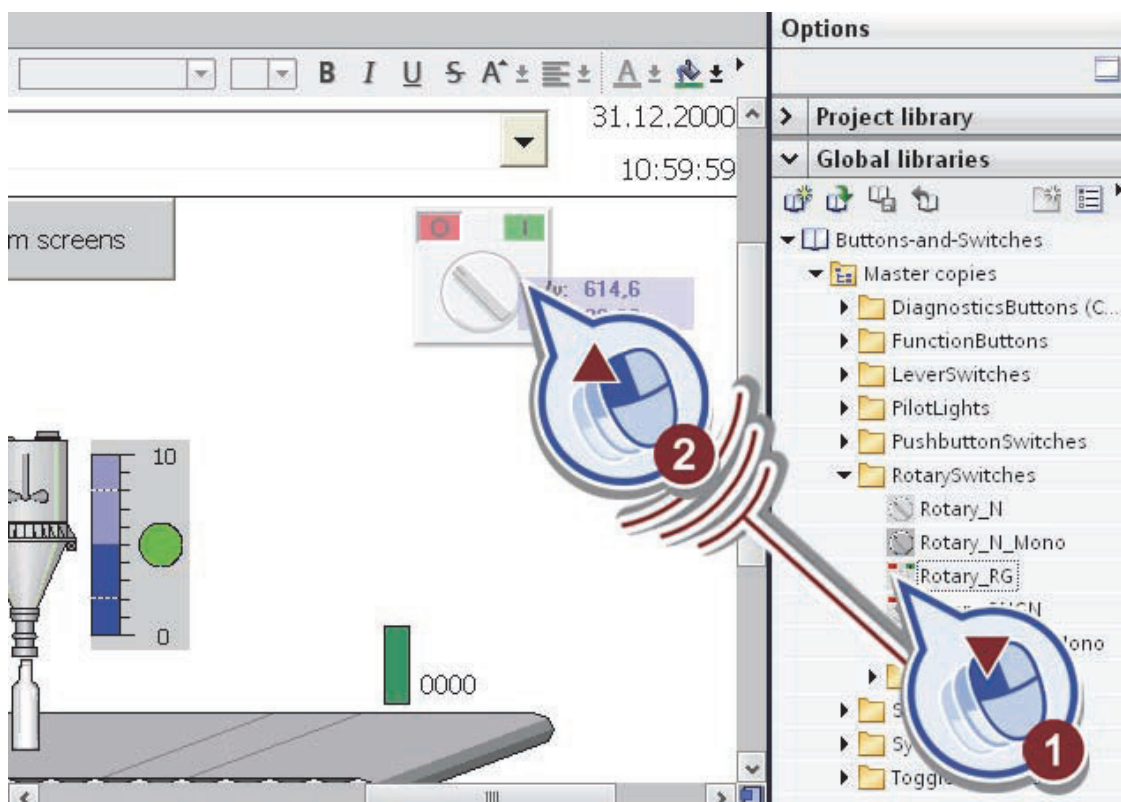 Options
B I U S A A
31.12.2000
Project library
10:59:59
Global libraries
m screens
O I
Buttons-and-Switches
Master copies
614,6
DiagnosticsButtons (C...
FunctionButtons
LeverSwitches
PilotLights
PushbuttonSwitches
2
10
RotarySwitches
Rotary_N
Rotary_N_Mono
Rotary_RG
0
0000
1